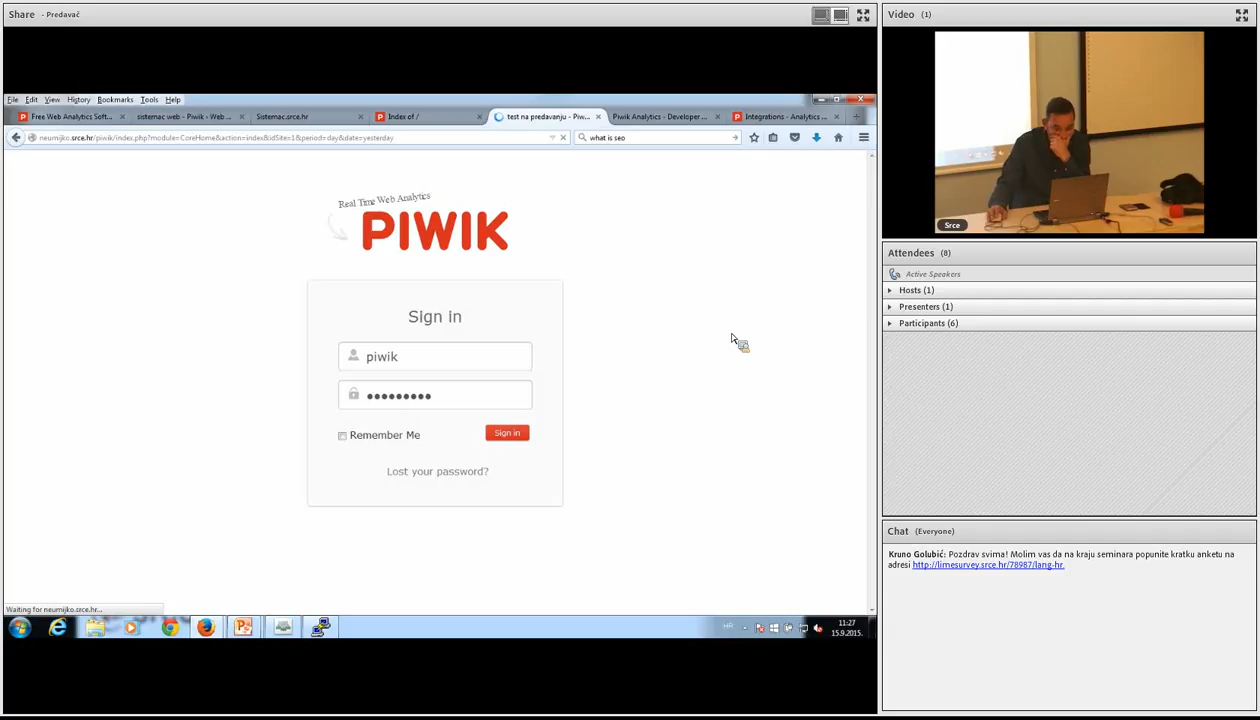 Share - Predavač
File Edit View History Bookmarks Tools Help
Free Web Analytics Soft...
sistemac web - Piwik › Web ...
Sistemac.srce.hr
Index of /
test na predavanju - Piw...
Piwik Analytics - Developer ...
Integrations - Analytics ...
neumijko.srce.hr/piwik/index.php?module=CoreHome&action=index&idSite=1&period=day&date=yesterday
what is seo
Real Time Web Analytics
PIWIK
Sign in
piwik
Remember Me
Sign in
Lost your password?
Waiting for neumijko.srce.hr...
HR
11:27
15.9.2015.
Video (1)
Srce
Attendees (8)
Active Speakers
Hosts (1)
Presenters (1)
Participants (6)
Chat (Everyone)
Kruno Golubić: Pozdrav svima! Molim vas da na kraju seminara popunite kratku anketu na
adresi http://limesurvey.srce.hr/78987/lang-hr.